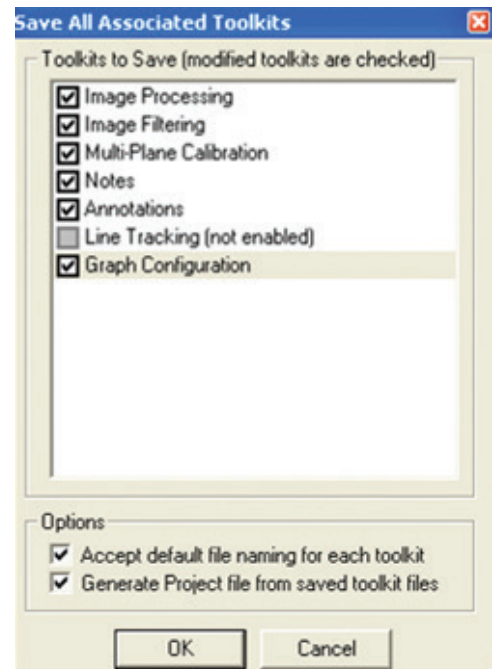 Save All Associated Toolkits
Toolkits to Save (modified toolkits are checked)
Image Processing
Image Filtering
Multi-Plane Calibration
Notes
Annotations
Line Tracking (not enabled)
Graph Configuration
Options
Accept default file naming for each toolkit
Generate Project file from saved toolkit files
OK
Cancel